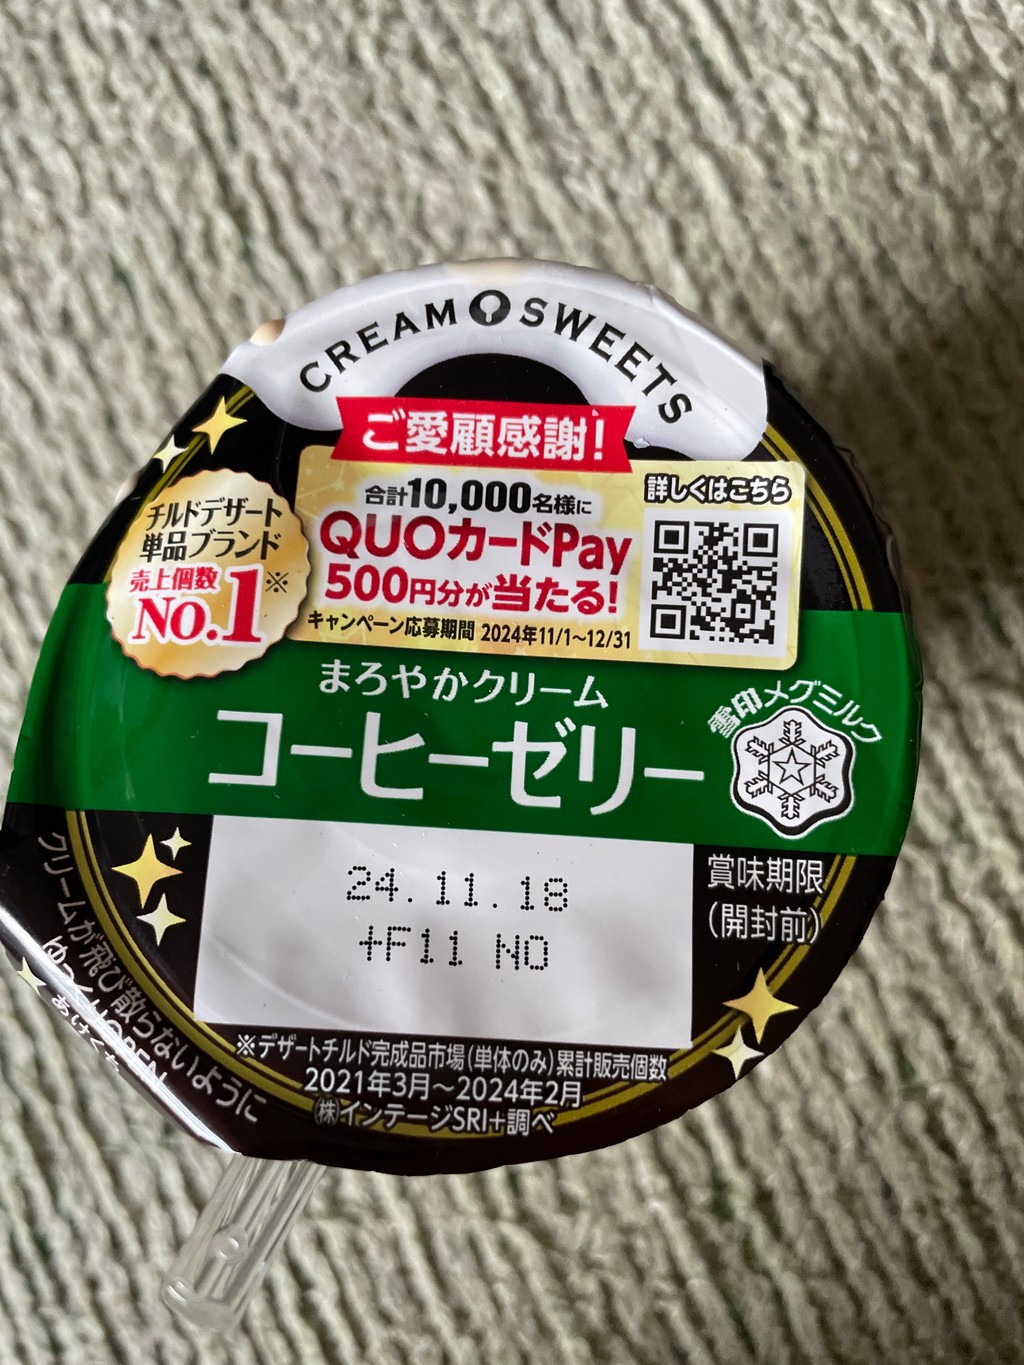 CREAM SWEETS
ご愛顧感謝!
合計10,000名様に
QUOカードPay
500円分が当たる!
キャンペーン応募期間 2024年11/1~12/31
詳しくはこちら
チルドデザート
単品ブランド
売上個数
No.1※
まろやかクリーム
コーヒーゼリー
雪印メグミルク
24.11.18
+F11 NO
賞味期限
(開封前)
※デザートチルド完成品市場(単体のみ)累計販売個数
2021年3月~2024年2月
㈱インテージSRI+調べ
クリームが飛び散らないように
ゆっくりOPEN